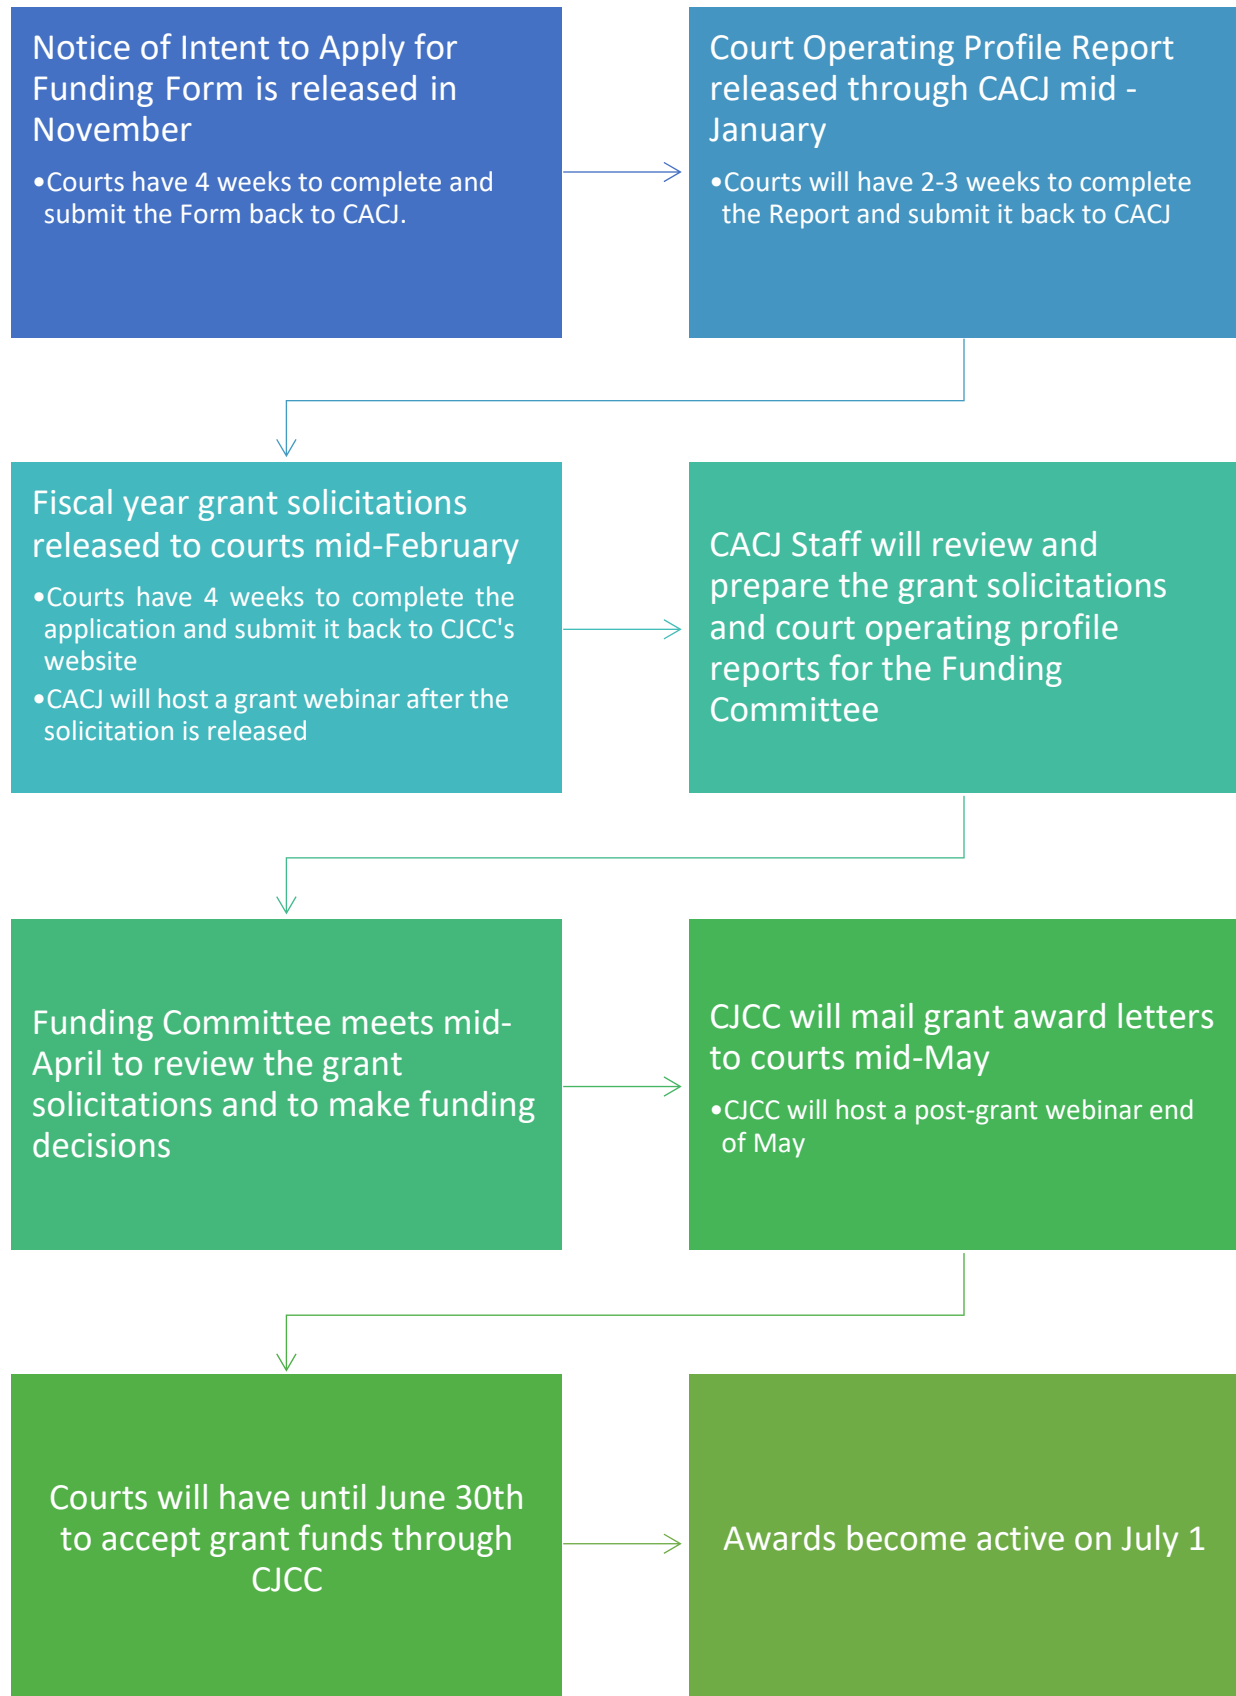 Notice of Intent to Apply for
Funding Form is released in
November
•Courts have 4 weeks to complete and
submit the Form back to CACJ.
Court Operating Profile Report
released through CACJ mid -
January
•Courts will have 2-3 weeks to complete
the Report and submit it back to CACJ
Fiscal year grant solicitations
released to courts mid-February
•Courts have 4 weeks to complete the
application and submit it back to CJCC's
website
•CACJ will host a grant webinar after the
solicitation is released
CACJ Staff will review and
prepare the grant solicitations
and court operating profile
reports for the Funding
Committee
Funding Committee meets mid-
April to review the grant
solicitations and to make funding
decisions
CJCC will mail grant award letters
to courts mid-May
•CJCC will host a post-grant webinar end
of May
Courts will have until June 30th
to accept grant funds through
CJCC
Awards become active on July 1